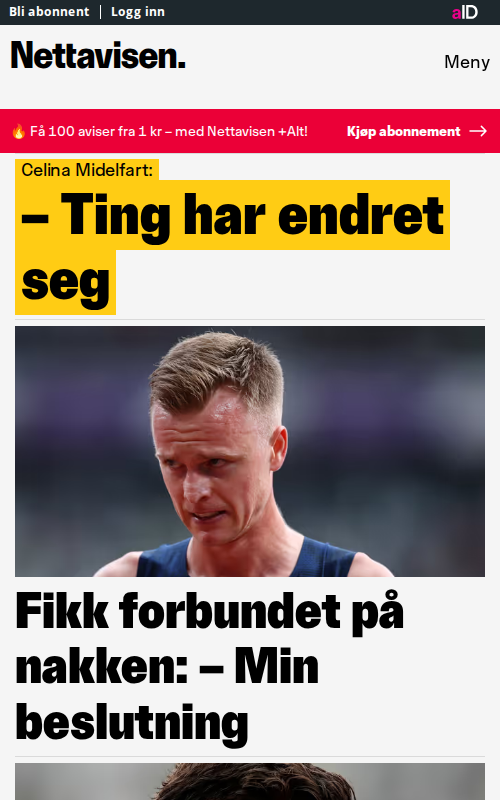 Bli abonnent | Logg inn
aID
Nettavisen.
Meny
🔥 Få 100 aviser fra 1 kr – med Nettavisen +Alt!
Kjøp abonnement →
Celina Midelfart:
– Ting har endret
seg
Fikk forbundet på
nakken: – Min
beslutning